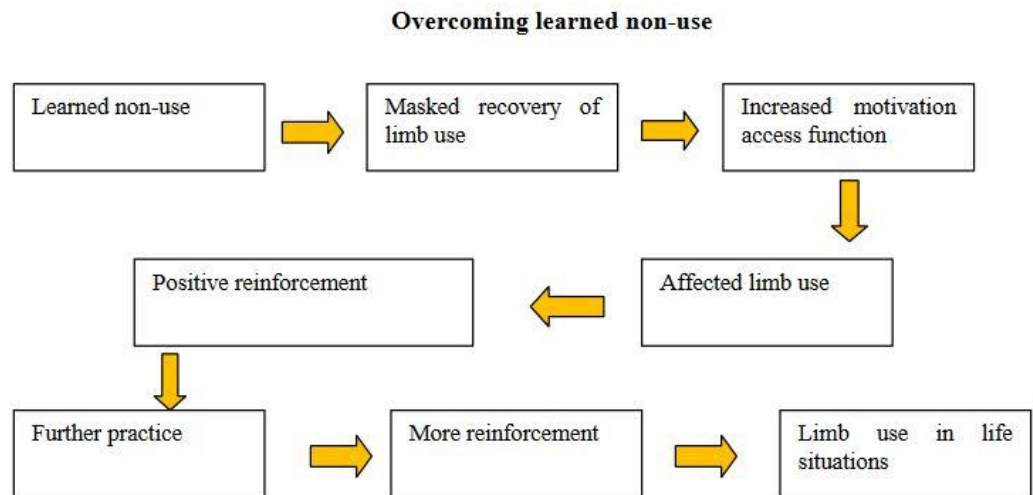 Overcoming learned non-use
Learned non-use
Masked recovery of
limb use
Increased motivation
access function
Positive reinforcement
Affected limb use
Further practice
More reinforcement
Limb use in life
situations